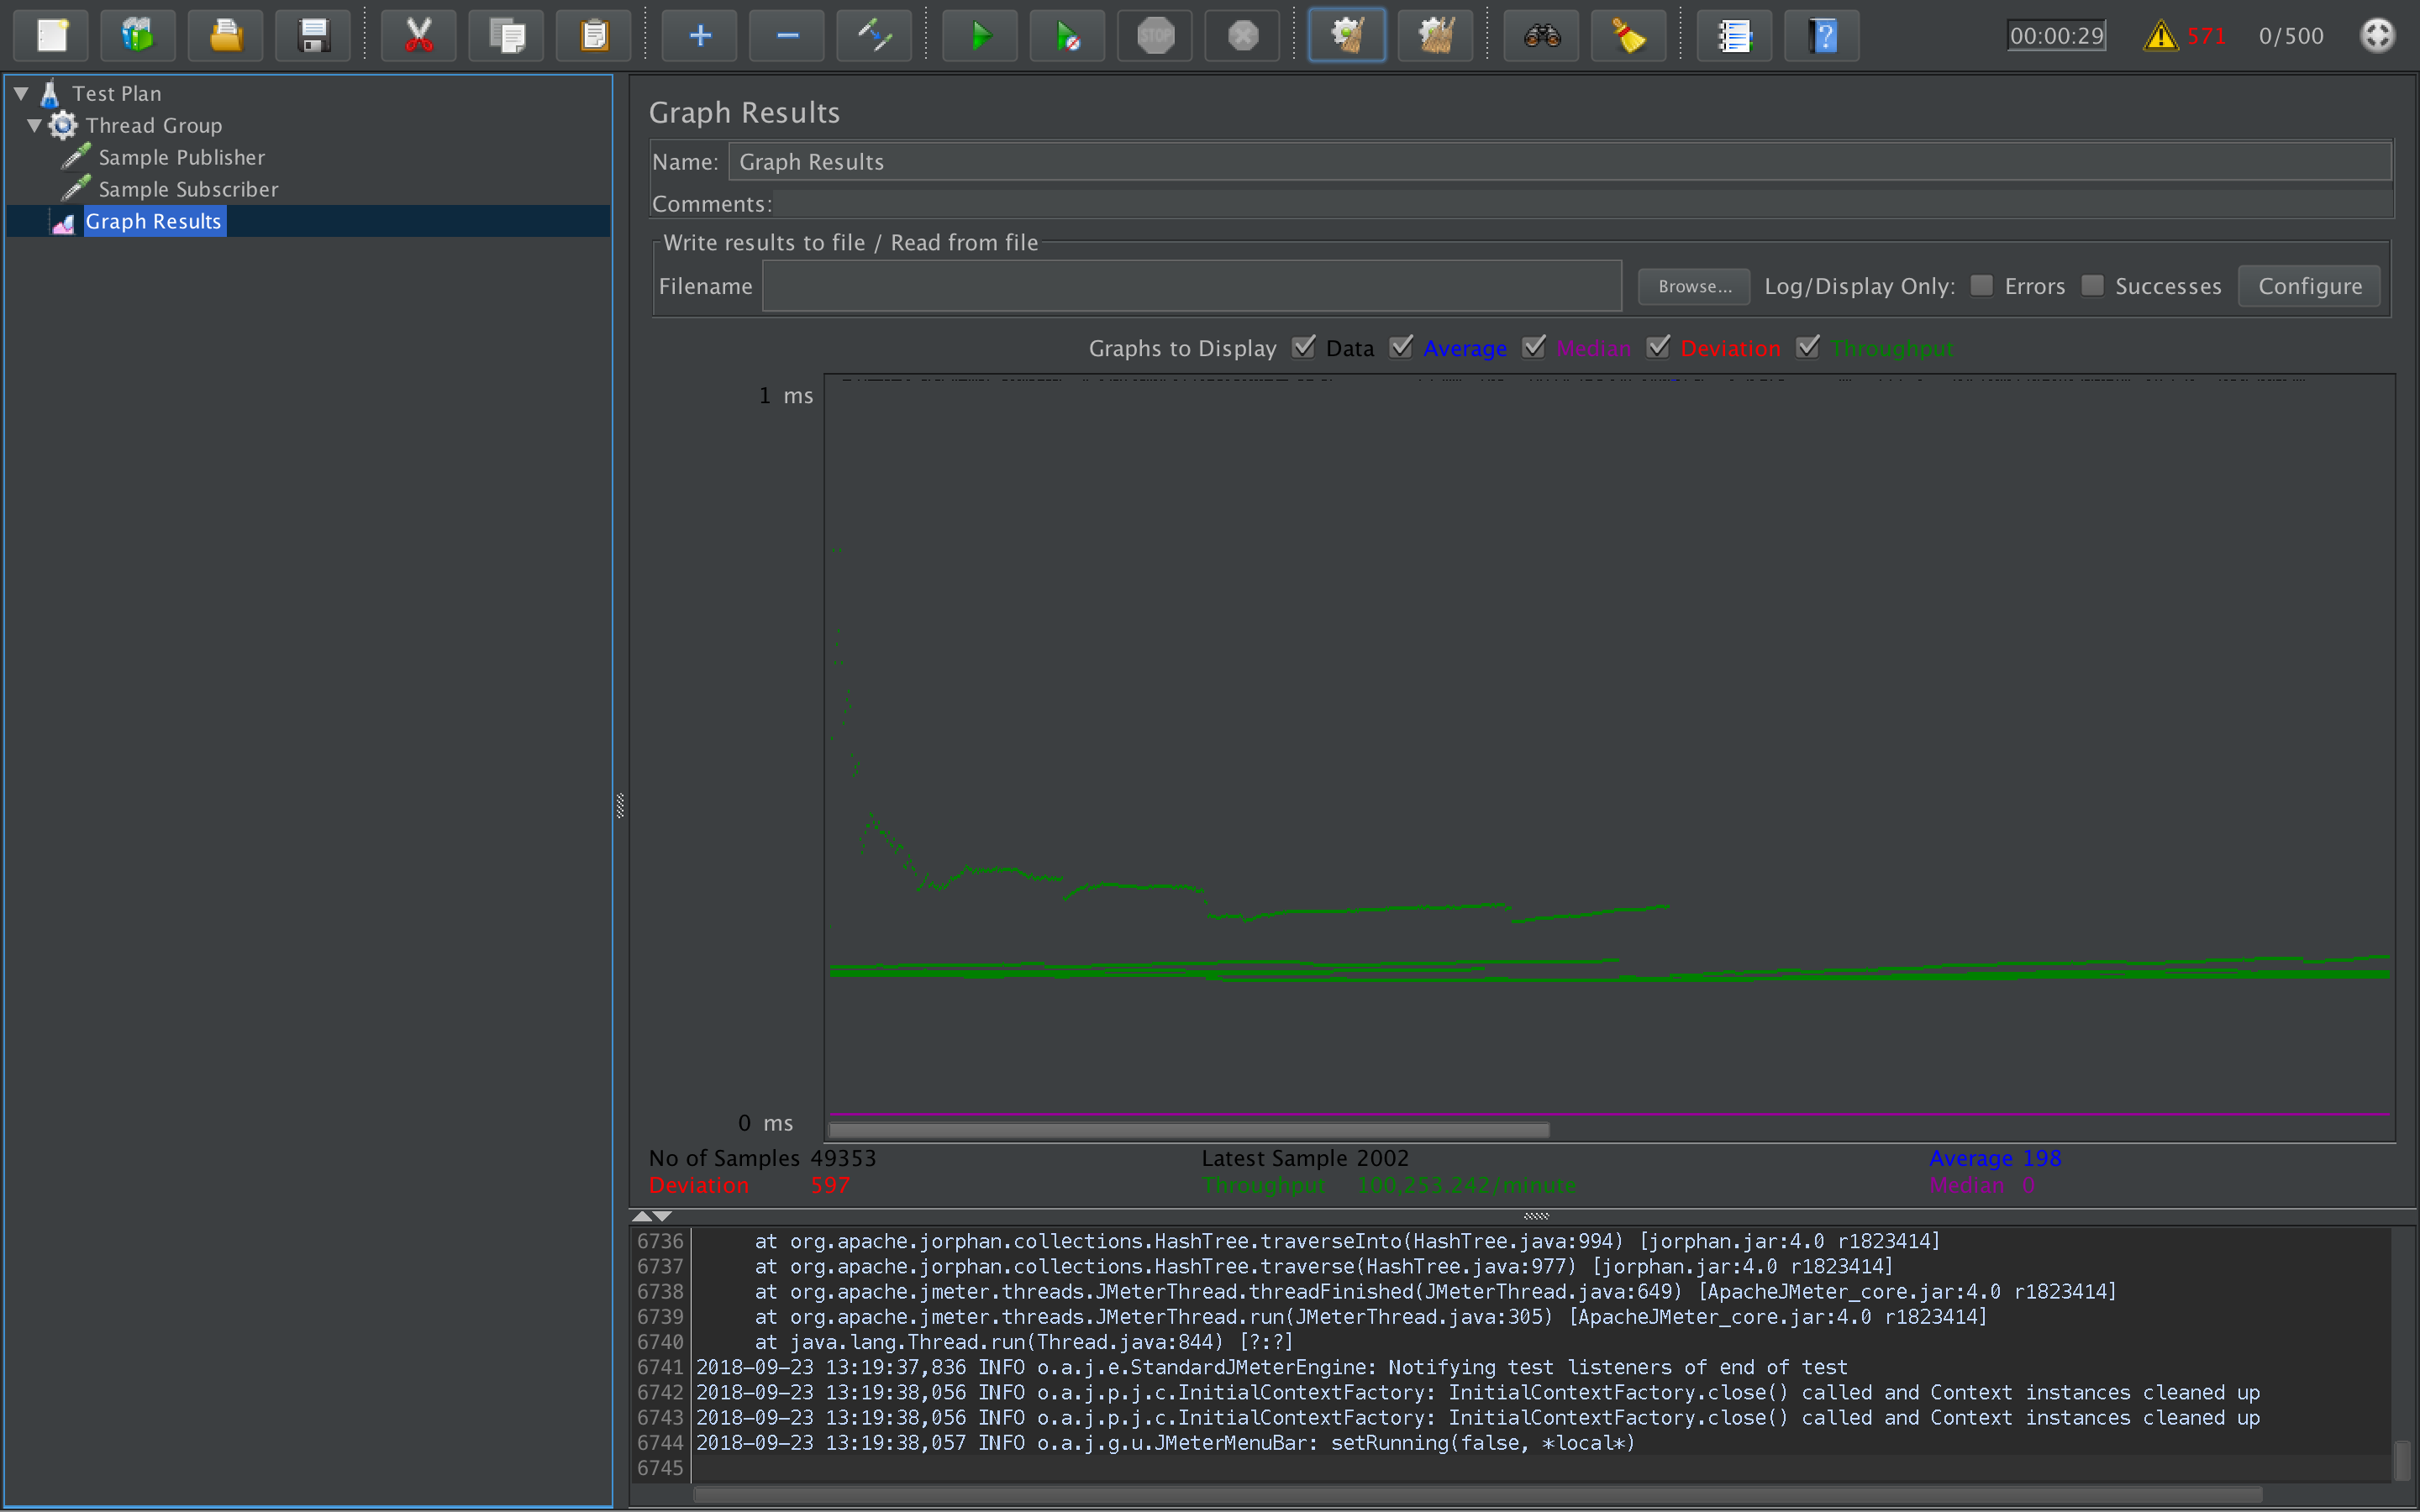 STOP
?
00:00:29
571
0/500
Test Plan
Thread Group
Sample Publisher
Sample Subscriber
Graph Results
Graph Results
Name: Graph Results
Comments:
Write results to file / Read from file
Filename Browse... Log/Display Only: Errors Successes Configure
Graphs to Display Data Average Median Deviation Throughput
1 ms
0 ms
No of Samples 49353 Latest Sample 2002 Average 198
Deviation 597 Throughput 100,253.242/minute Median 0
6736 at org.apache.jorphan.collections.HashTree.traverseInto(HashTree.java:994) [jorphan.jar:4.0 r1823414]
6737 at org.apache.jorphan.collections.HashTree.traverse(HashTree.java:977) [jorphan.jar:4.0 r1823414]
6738 at org.apache.jmeter.threads.JMeterThread.threadFinished(JMeterThread.java:649) [ApacheJMeter_core.jar:4.0 r1823414]
6739 at org.apache.jmeter.threads.JMeterThread.run(JMeterThread.java:305) [ApacheJMeter_core.jar:4.0 r1823414]
6740 at java.lang.Thread.run(Thread.java:844) [?:?]
6741 2018-09-23 13:19:37,836 INFO o.a.j.e.StandardJMeterEngine: Notifying test listeners of end of test
6742 2018-09-23 13:19:38,056 INFO o.a.j.p.j.c.InitialContextFactory: InitialContextFactory.close() called and Context instances cleaned up
6743 2018-09-23 13:19:38,056 INFO o.a.j.p.j.c.InitialContextFactory: InitialContextFactory.close() called and Context instances cleaned up
6744 2018-09-23 13:19:38,057 INFO o.a.j.g.u.JMeterMenuBar: setRunning(false, *local*)
6745